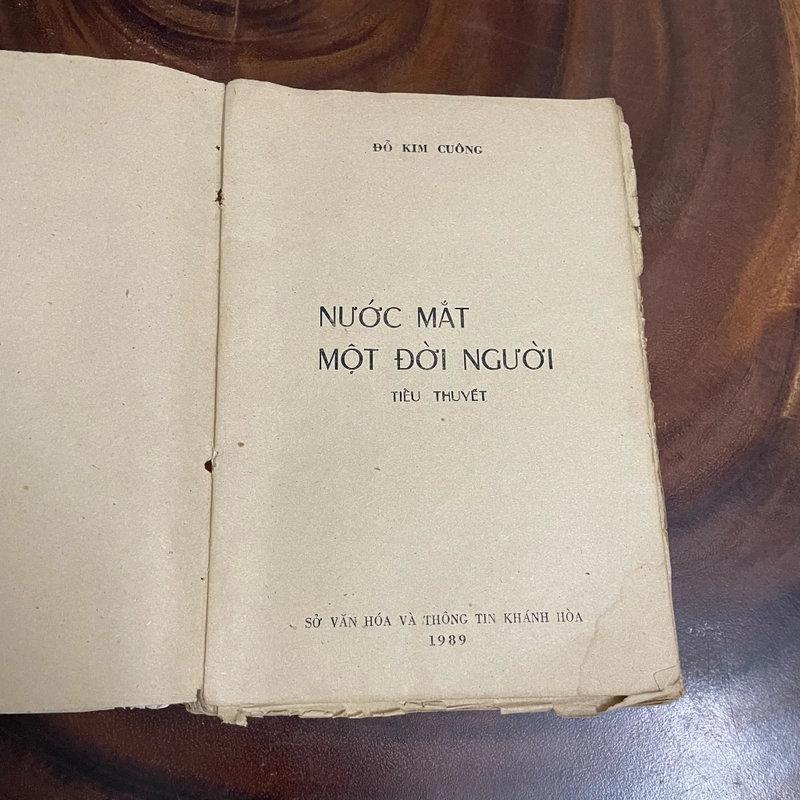 ĐỖ KIM CUÔNG
NƯỚC MẮT
MỘT ĐỜI NGƯỜI
TIỂU THUYẾT
SỞ VĂN HÓA VÀ THÔNG TIN KHÁNH HÒA
1989